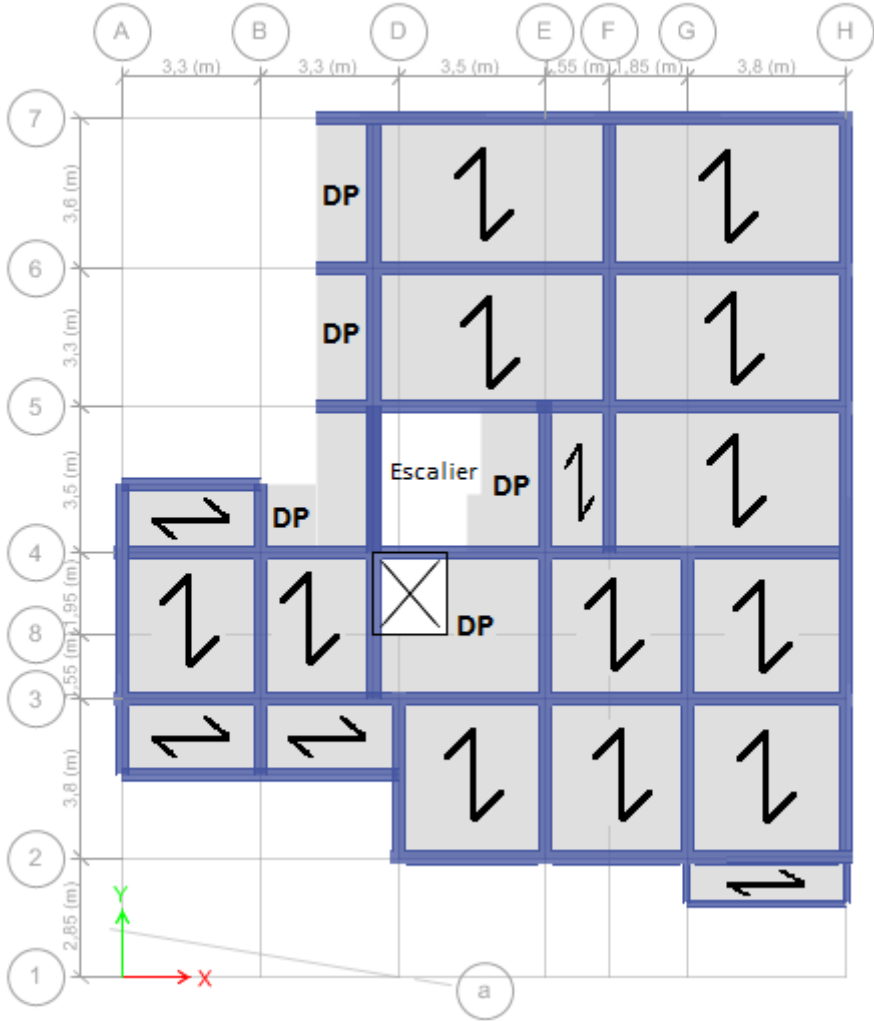 A B D E F G H
3,3 (m) 3,3 (m) 3,5 (m) ,55 (m) 1,85 (m) 3,8 (m)
7
3,6 (m)
DP
6
3,3 (m)
DP
5
3,5 (m)
Escalier
DP
DP
4
1,95 (m)
8
DP
,55 (m)
3
3,8 (m)
2
2,85 (m)
Y
X
1
a